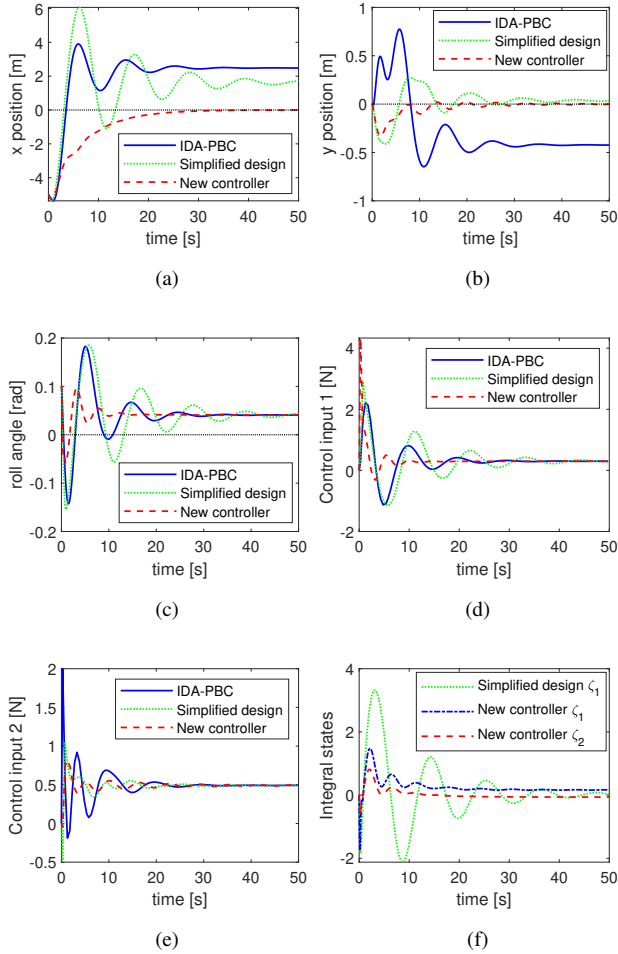 6
4
2
0
-2
-4
x position [m]
IDA-PBC
Simplified design
New controller
0 10 20 30 40 50
time [s]
(a)
1
0.5
0
-0.5
-1
y position [m]
IDA-PBC
Simplified design
New controller
0 10 20 30 40 50
time [s]
(b)
0.2
0.1
0
-0.1
-0.2
roll angle [rad]
IDA-PBC
Simplified design
New controller
0 10 20 30 40 50
time [s]
(c)
4
2
0
-2
Control input 1 [N]
IDA-PBC
Simplified design
New controller
0 10 20 30 40 50
time [s]
(d)
2
1.5
1
0.5
0
-0.5
Control input 2 [N]
IDA-PBC
Simplified design
New controller
0 10 20 30 40 50
time [s]
(e)
4
2
0
-2
Integral states
Simplified design ζ₁
New controller ζ₁
New controller ζ₂
0 10 20 30 40 50
time [s]
(f)